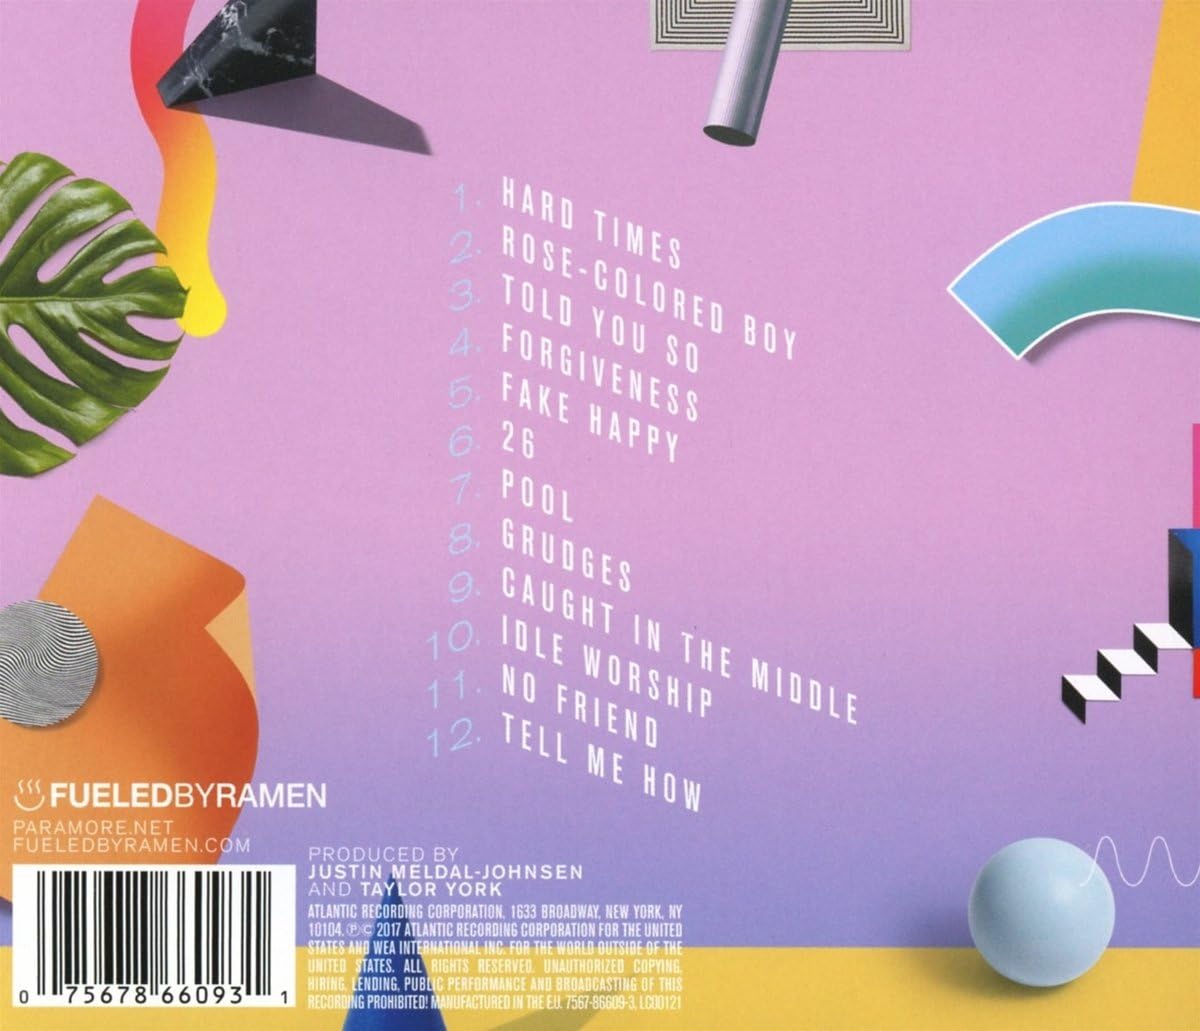 1. HARD TIMES
2. ROSE-COLORED BOY
3. TOLD YOU SO
4. FORGIVENESS
5. FAKE HAPPY
6. 26
7. POOL
8. GRUDGES
9. CAUGHT IN THE MIDDLE
10. IDLE WORSHIP
11. NO FRIEND
12. TELL ME HOW
FUELEDBYRAMEN
PARAMORE.NET
FUELEDBYRAMEN.COM
0 75678 66093 1
PRODUCED BY
JUSTIN MELDAL-JOHNSEN
AND TAYLOR YORK
ATLANTIC RECORDING CORPORATION, 1633 BROADWAY, NEW YORK, NY
10104. ℗© 2017 ATLANTIC RECORDING CORPORATION FOR THE UNITED
STATES AND WEA INTERNATIONAL INC. FOR THE WORLD OUTSIDE OF THE
UNITED STATES. ALL RIGHTS RESERVED. UNAUTHORIZED COPYING,
HIRING, LENDING, PUBLIC PERFORMANCE AND BROADCASTING OF THIS
RECORDING PROHIBITED! MANUFACTURED IN THE E.U. 7567-86609-3, LC00121